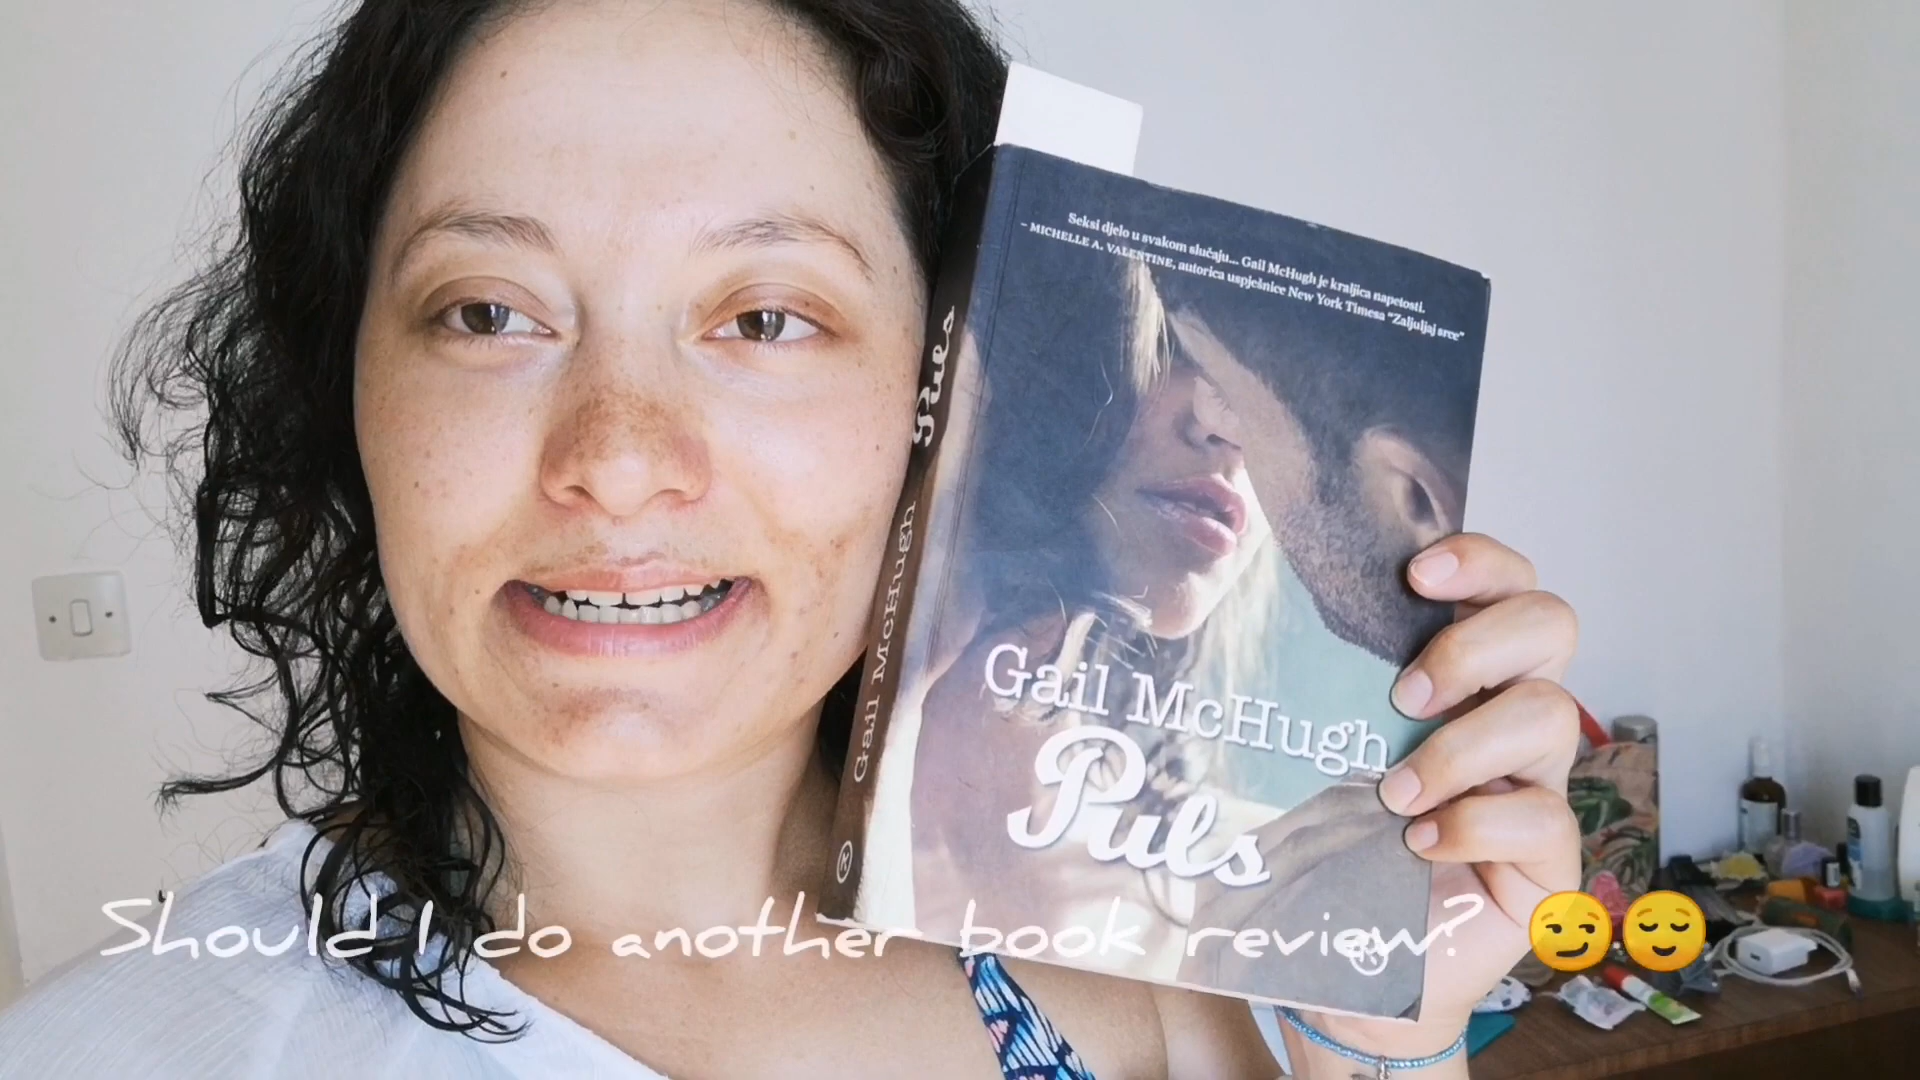 Seksi djelo u svakom slučaju... Gail McHugh je kraljica napetosti.
– MICHELLE A. VALENTINE, autorica uspješnice New York Timesa “Zaljuljaj srce”
Puls
Gail McHugh
Gail McHugh
Puls
Should I do another book review? 😏😌